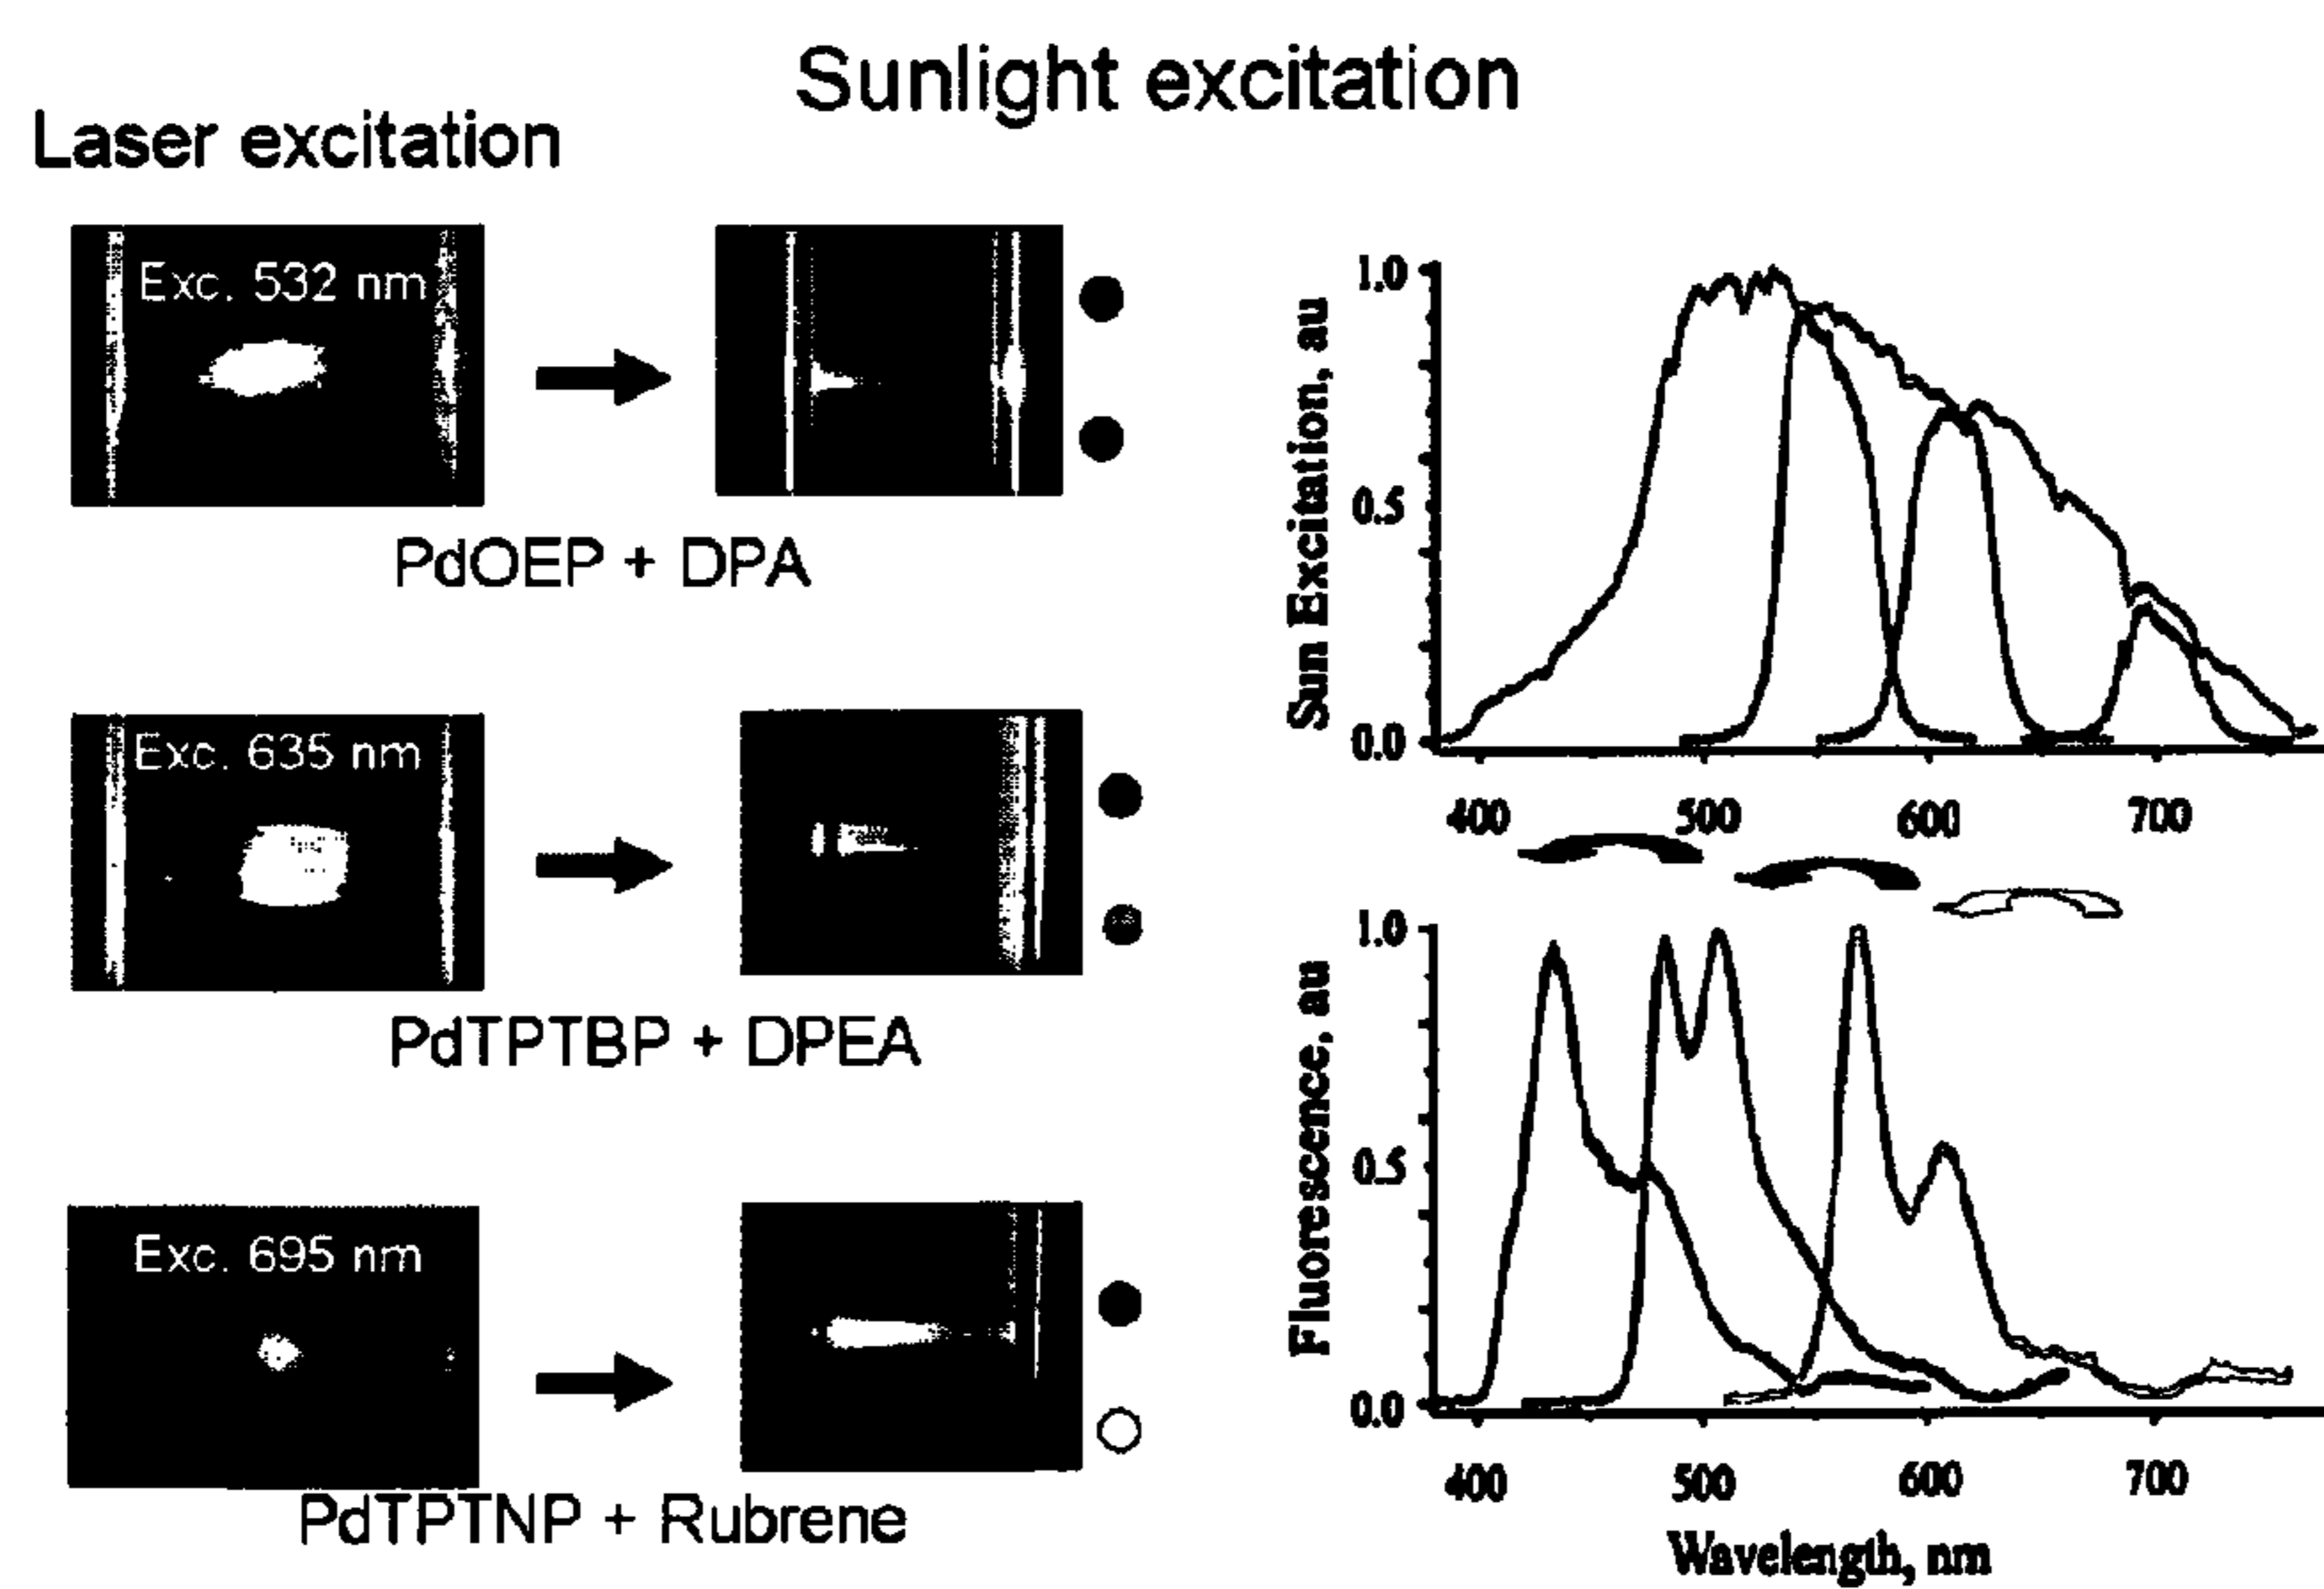 Sunlight excitation
Laser excitation
Exc. 532 nm
PdOEP + DPA
Exc. 635 nm
PdTPTBP + DPEA
Exc. 695 nm
PdTPTNP + Rubrene
Sun Excitation, au
1.0
0.5
0.0
400 500 600 700
Fluorescence, au
1.0
0.5
0.0
400 500 600 700
Wavelength, nm